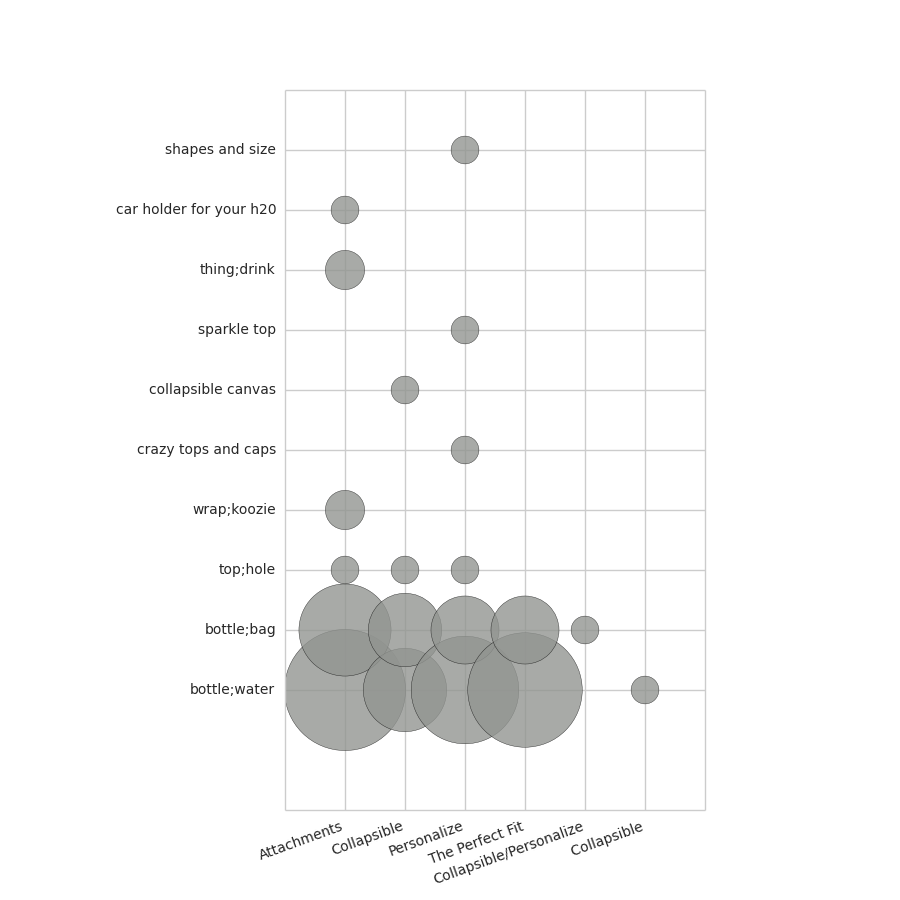 shapes and size
car holder for your h20
thing;drink
sparkle top
collapsible canvas
crazy tops and caps
wrap;koozie
top;hole
bottle;bag
bottle;water
Attachments
Collapsible
Personalize
The Perfect Fit
Collapsible/Personalize
Collapsible